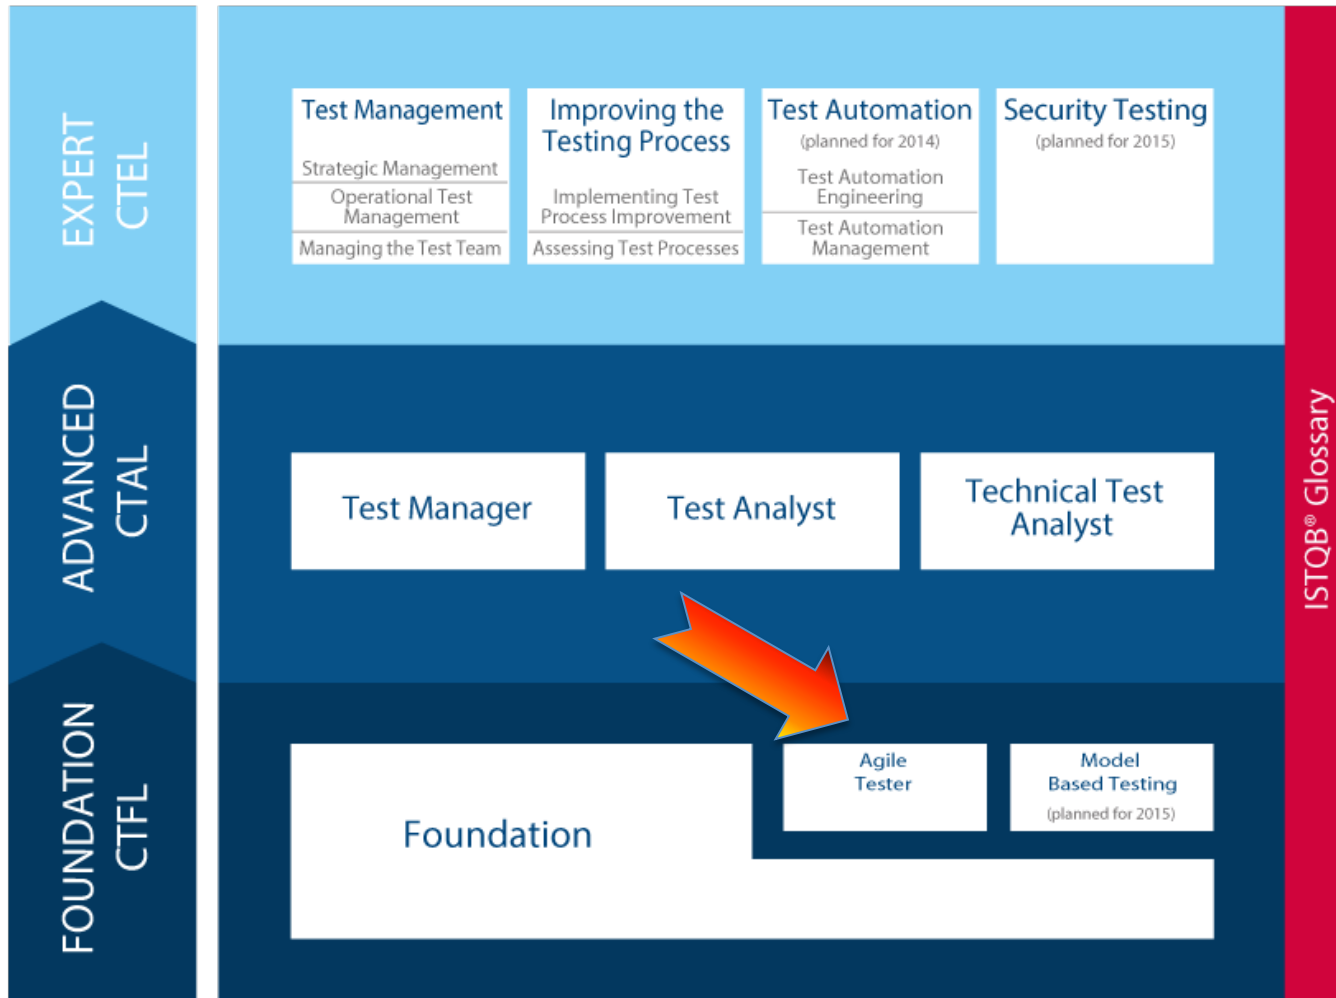 EXPERT
CTEL
Test Management
Strategic Management
Operational Test
Management
Managing the Test Team
Improving the
Testing Process
Implementing Test
Process Improvement
Assessing Test Processes
Test Automation
(planned for 2014)
Test Automation
Engineering
Test Automation
Management
Security Testing
(planned for 2015)
ADVANCED
CTAL
Test Manager
Test Analyst
Technical Test
Analyst
FOUNDATION
CTFL
Foundation
Agile
Tester
Model
Based Testing
(planned for 2015)
ISTQB® Glossary